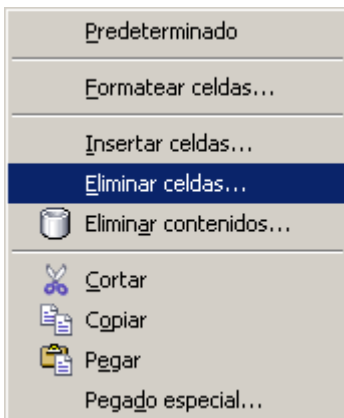 Predeterminado
Formatear celdas...
Insertar celdas...
Eliminar celdas...
Eliminar contenidos...
Cortar
Copiar
Pegar
Pegado especial...